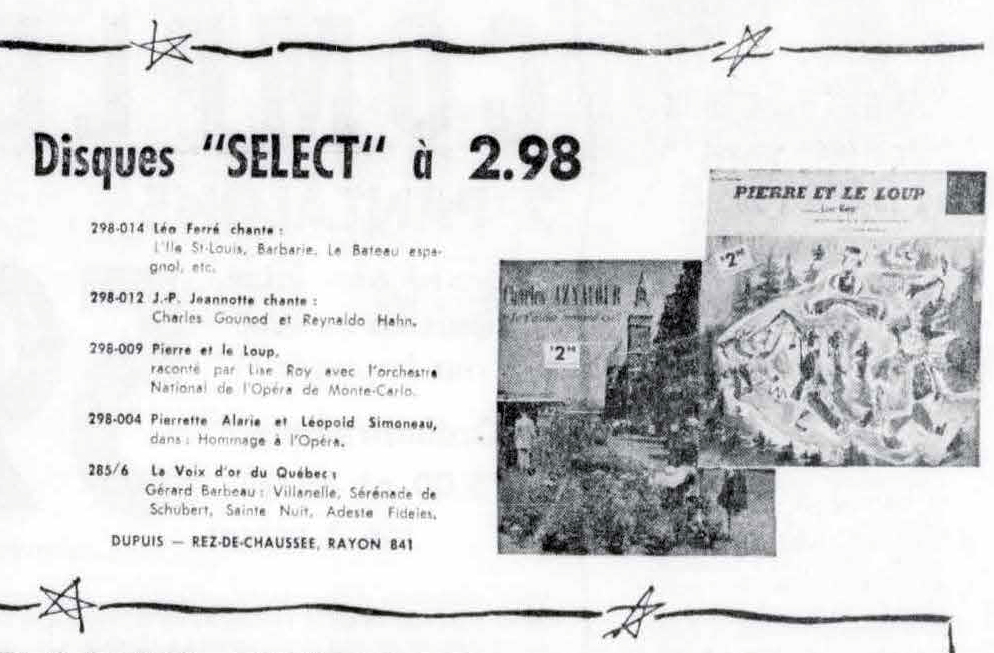 Disques "SELECT" à 2.98
298-014 Léo Ferré chante :
L'Ile St-Louis, Barbarie, Le Bateau espa-
gnol, etc.
298-012 J.-P. Jeannotte chante :
Charles Gounod et Reynaldo Hahn.
298-009 Pierre et le Loup,
raconté par Lise Roy avec l'orchestre
National de l'Opéra de Monte-Carlo.
298-004 Pierrette Alarie et Léopold Simoneau,
dans : Hommage à l'Opéra.
285/6 La Voix d'or du Québec :
Gérard Barbeau : Villanelle, Sérénade de
Schubert, Sainte Nuit, Adeste Fideles.
DUPUIS — REZ-DE-CHAUSSEE, RAYON 841
Charles AZNAVOUR
"2"
PIERRE ET LE LOUP
Lise Roy
"2"